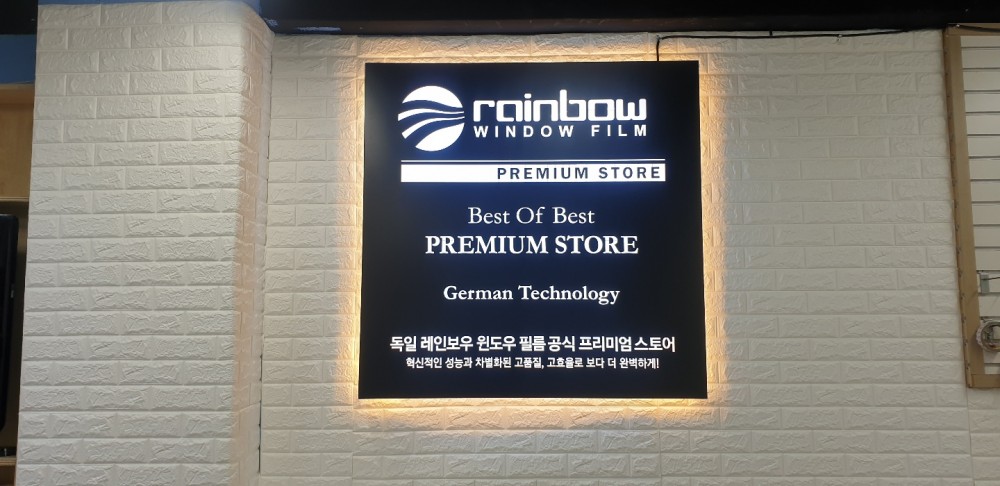 rainbow
WINDOW FILM
PREMIUM STORE
Best Of Best
PREMIUM STORE
German Technology
독일 레인보우 윈도우 필름 공식 프리미엄 스토어
혁신적인 성능과 차별화된 고품질, 고효율로 보다 더 완벽하게!